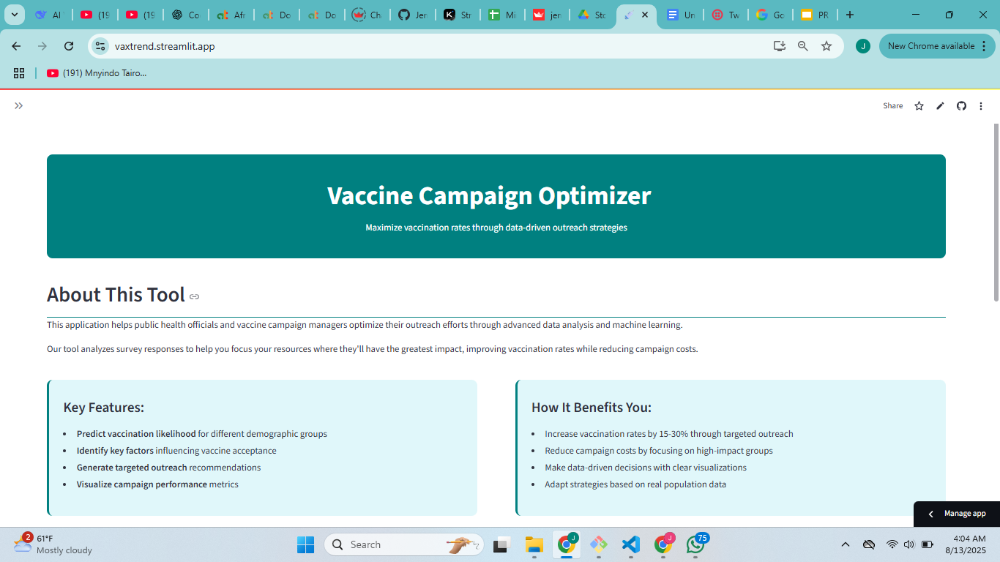 AI
(19
(19
Co
Afr
Do
Do
Ch
Jer
Str
Mi
jer
Sto
Un
Tw
Go
PR
vaxtrend.streamlit.app
J
New Chrome available
(191) Mnyindo Tairo...
Share
Vaccine Campaign Optimizer
Maximize vaccination rates through data-driven outreach strategies
About This Tool
This application helps public health officials and vaccine campaign managers optimize their outreach efforts through advanced data analysis and machine learning.
Our tool analyzes survey responses to help you focus your resources where they'll have the greatest impact, improving vaccination rates while reducing campaign costs.
Key Features:
• Predict vaccination likelihood for different demographic groups
• Identify key factors influencing vaccine acceptance
• Generate targeted outreach recommendations
• Visualize campaign performance metrics
How It Benefits You:
• Increase vaccination rates by 15-30% through targeted outreach
• Reduce campaign costs by focusing on high-impact groups
• Make data-driven decisions with clear visualizations
• Adapt strategies based on real population data
Manage app
2
61°F
Mostly cloudy
Search
J
J
75
4:04 AM
8/13/2025